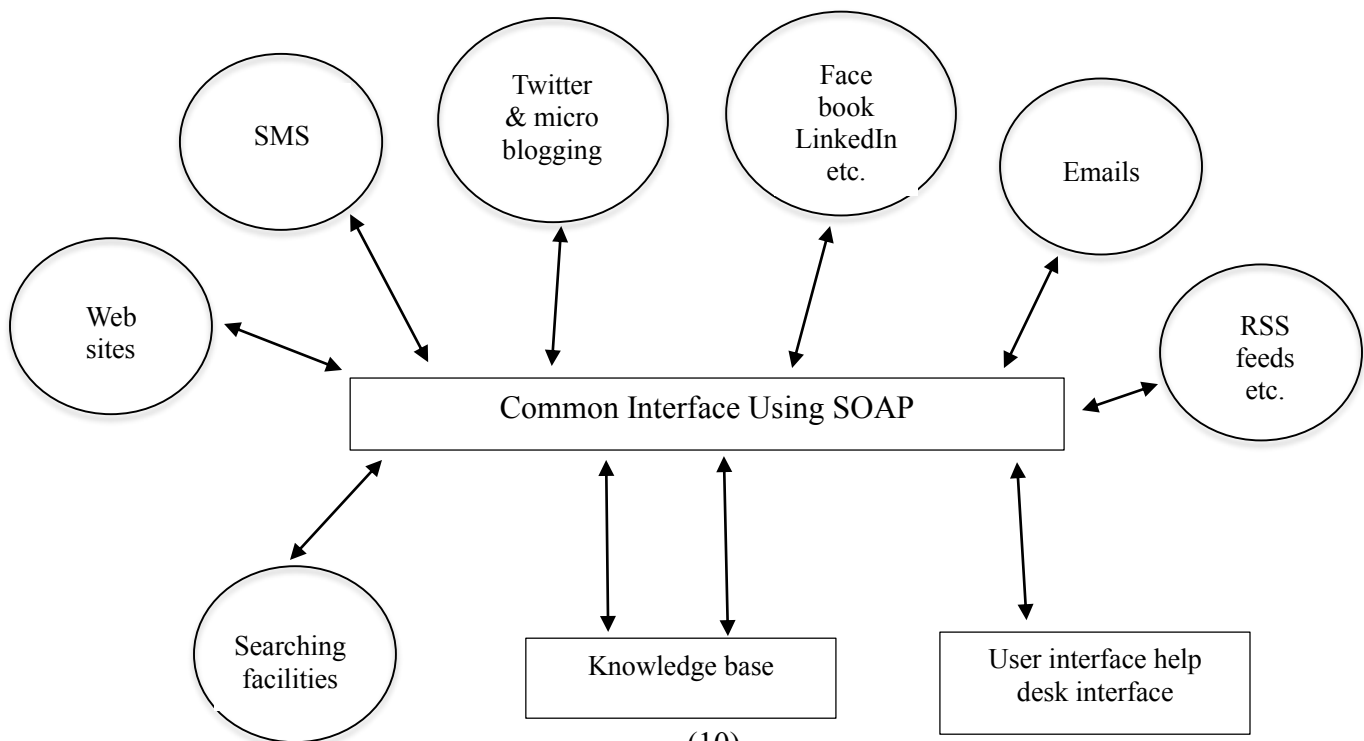 SMS
Twitter
& micro
blogging
Face
book
LinkedIn
etc.
Emails
Web
sites
RSS
feeds
etc.
Common Interface Using SOAP
Searching
facilities
Knowledge base
User interface help
desk interface
(10)